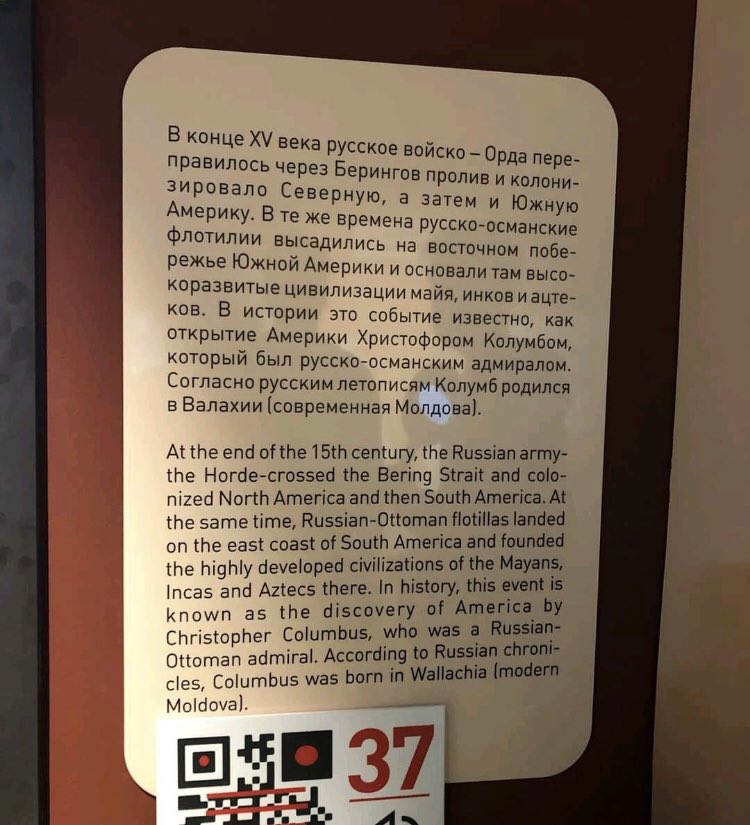 В конце XV века русское войско – Орда пере-
правилось через Берингов пролив и колони-
зировало Северную, а затем и Южную
Америку. В те же времена русско-османские
флотилии высадились на восточном побе-
режье Южной Америки и основали там высо-
коразвитые цивилизации майя, инков и ацте-
ков. В истории это событие известно, как
открытие Америки Христофором Колумбом,
который был русско-османским адмиралом.
Согласно русским летописям Колумб родился
в Валахии (современная Молдова).
At the end of the 15th century, the Russian army-
the Horde-crossed the Bering Strait and colo-
nized North America and then South America. At
the same time, Russian-Ottoman flotillas landed
on the east coast of South America and founded
the highly developed civilizations of the Mayans,
Incas and Aztecs there. In history, this event is
known as the discovery of America by
Christopher Columbus, who was a Russian-
Ottoman admiral. According to Russian chroni-
cles, Columbus was born in Wallachia (modern
Moldova).
37